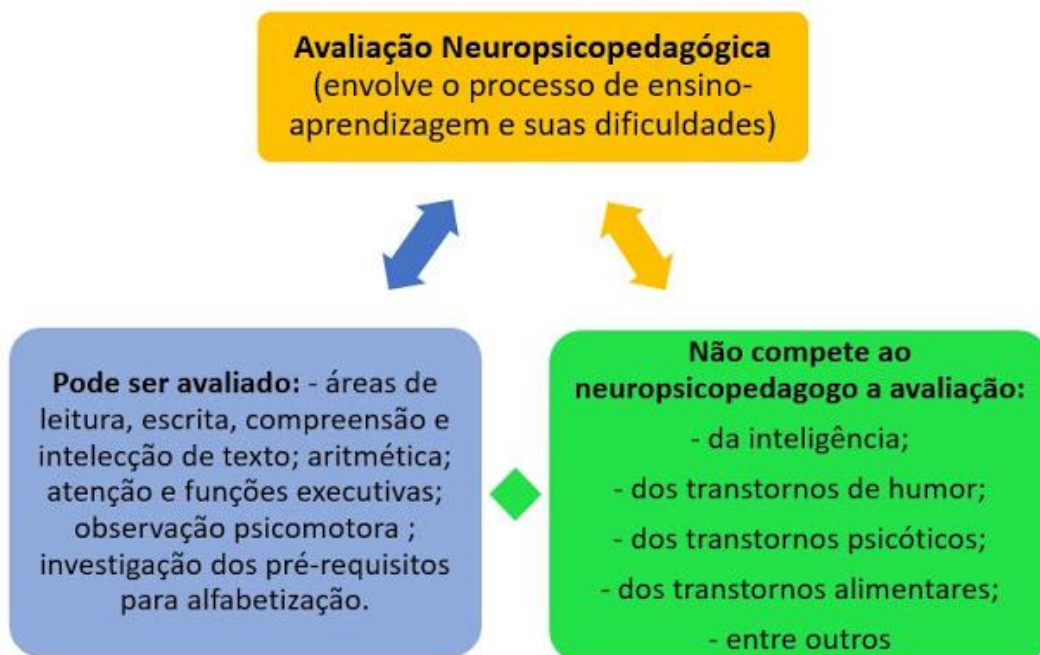 Avaliação Neuropsicopedagógica
(envolve o processo de ensino-
aprendizagem e suas dificuldades)
Pode ser avaliado: - áreas de
leitura, escrita, compreensão e
intelecção de texto; aritmética;
atenção e funções executivas;
observação psicomotora ;
investigação dos pré-requisitos
para alfabetização.
Não compete ao
neuropsicopedagogo a avaliação:
- da inteligência;
- dos transtornos de humor;
- dos transtornos psicóticos;
- dos transtornos alimentares;
- entre outros